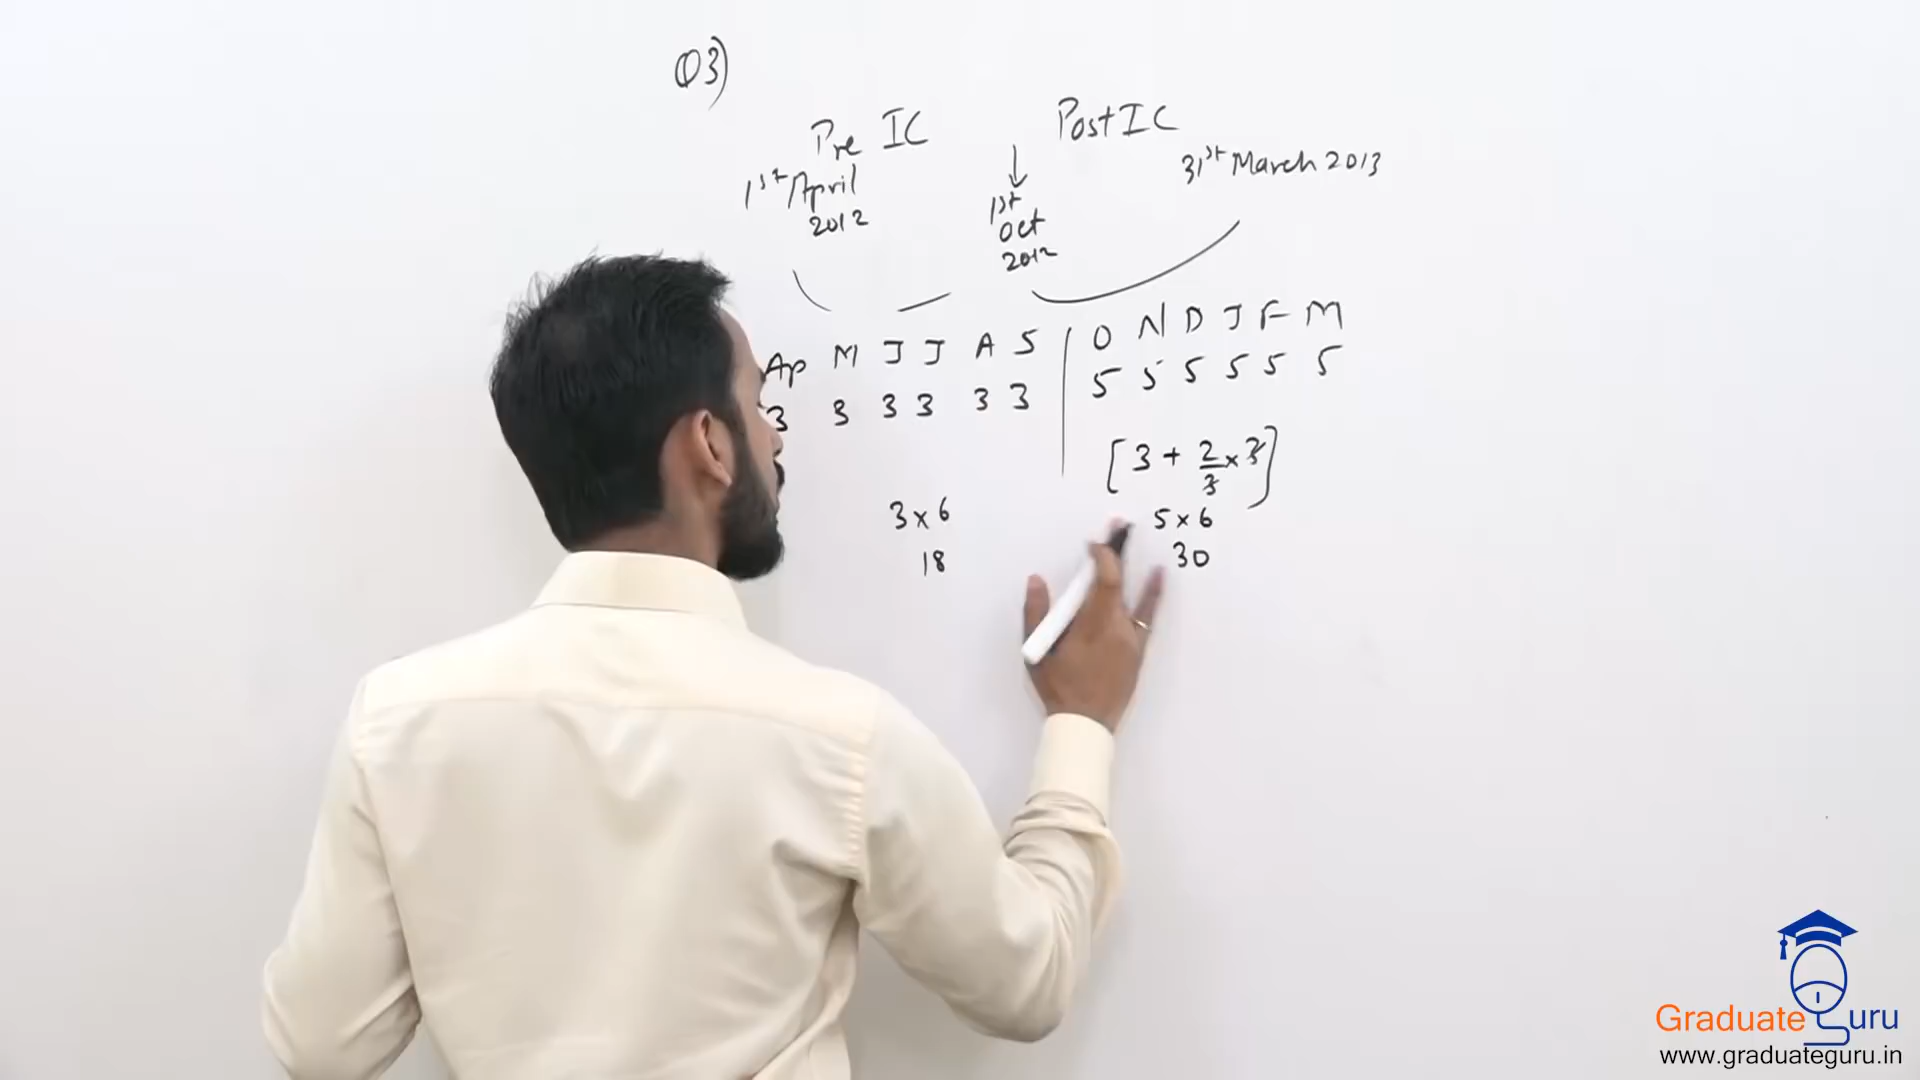 Q3)
Pre IC
Post IC
1st April
2012
1st
Oct
2012
31st March 2013
Ap M J J A S | O N D J F M
3 3 3 3 3 3 | 5 5 5 5 5 5
[3 + 2/3 x 3]
3 x 6
18
5 x 6
30
Graduate Guru
www.graduateguru.in